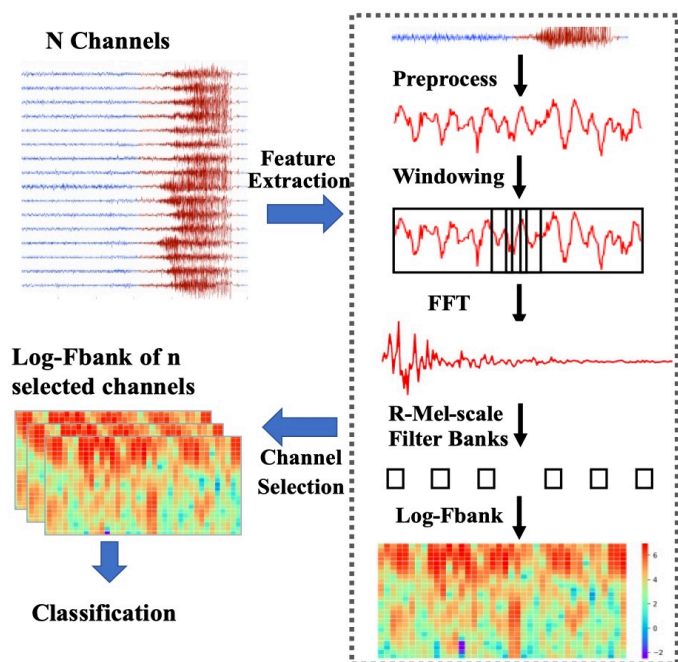 N Channels
Feature
Extraction
Preprocess
Windowing
FFT
R-Mel-scale
Filter Banks
Log-Fbank
6
4
2
0
−2
Channel
Selection
Log-Fbank of n
selected channels
Classification